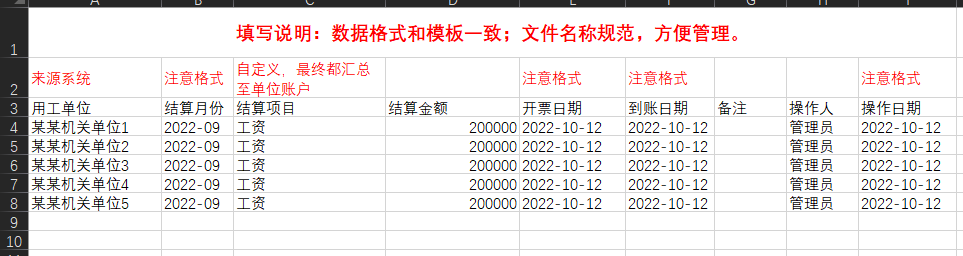 A B C D E F G H I
1 填写说明：数据格式和模板一致；文件名称规范，方便管理。
2 来源系统 注意格式 自定义，最终都汇总至单位账户 注意格式 注意格式 注意格式
3 用工单位 结算月份 结算项目 结算金额 开票日期 到账日期 备注 操作人 操作日期
4 某某机关单位1 2022-09 工资 200000 2022-10-12 2022-10-12 管理员 2022-10-12
5 某某机关单位2 2022-09 工资 200000 2022-10-12 2022-10-12 管理员 2022-10-12
6 某某机关单位3 2022-09 工资 200000 2022-10-12 2022-10-12 管理员 2022-10-12
7 某某机关单位4 2022-09 工资 200000 2022-10-12 2022-10-12 管理员 2022-10-12
8 某某机关单位5 2022-09 工资 200000 2022-10-12 2022-10-12 管理员 2022-10-12
9
10